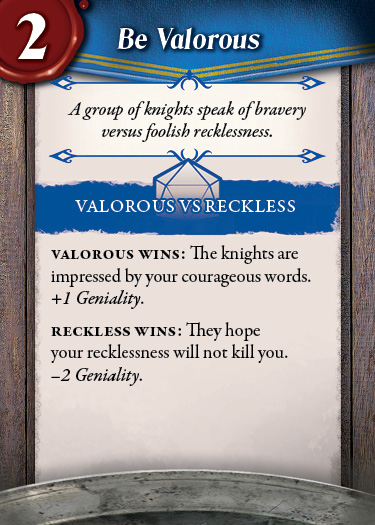 2
Be Valorous
A group of knights speak of bravery
versus foolish recklessness.
VALOROUS VS RECKLESS
VALOROUS WINS: The knights are
impressed by your courageous words.
+1 Geniality.
RECKLESS WINS: They hope
your recklessness will not kill you.
–2 Geniality.